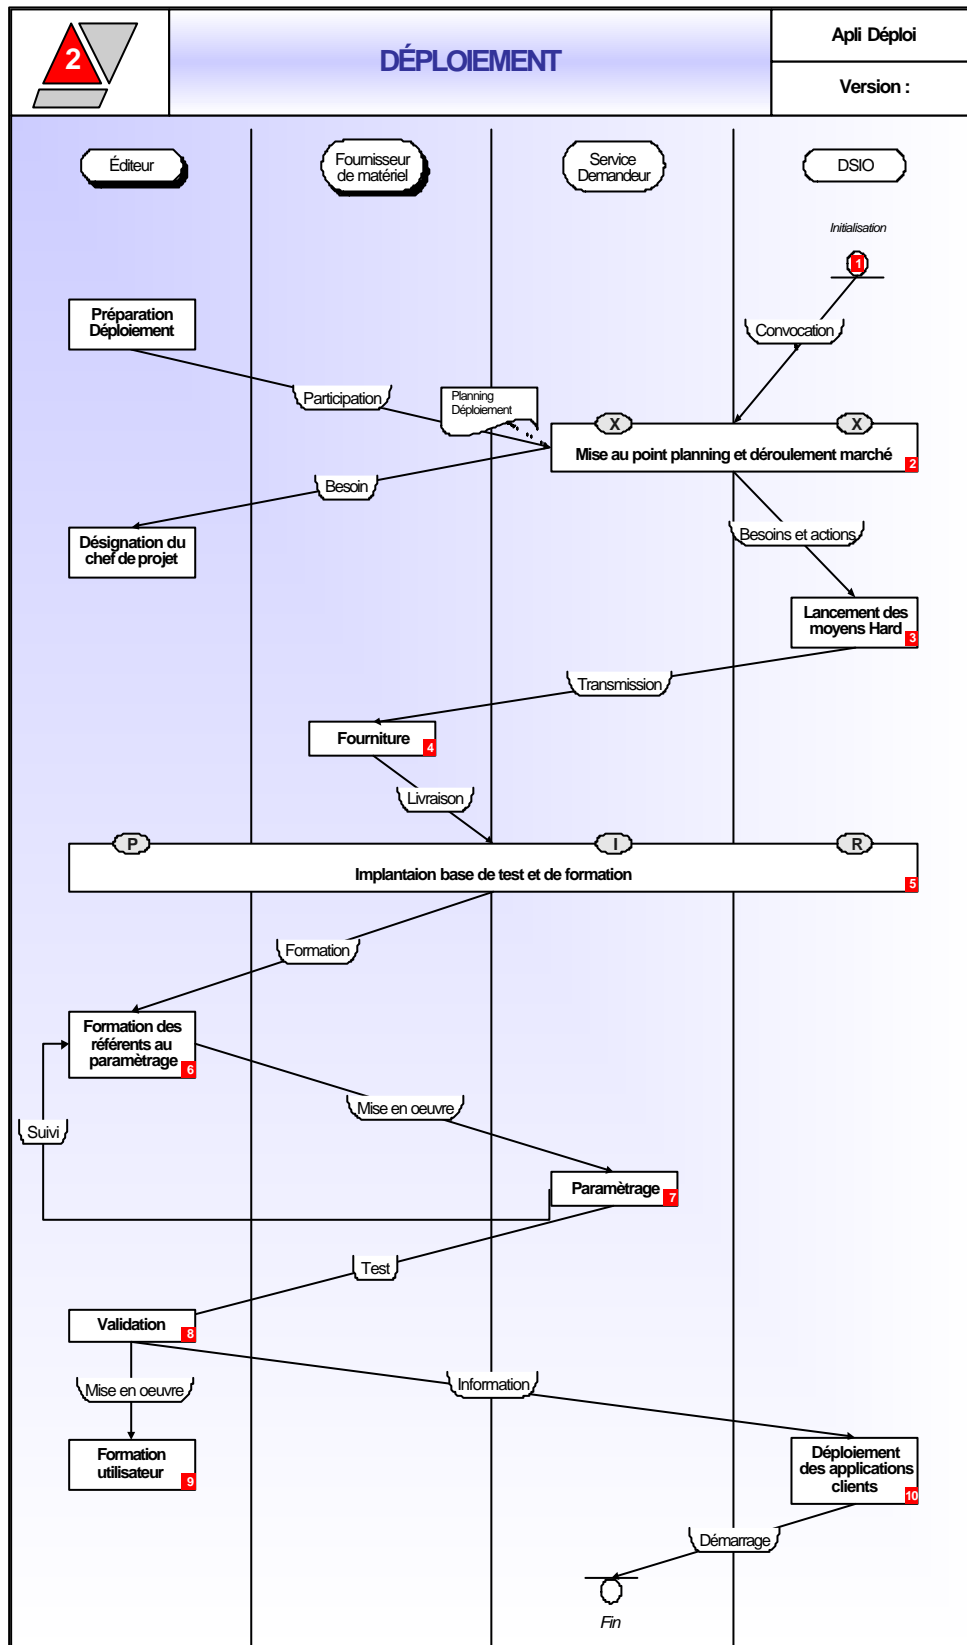 2
DÉPLOIEMENT
Apli Déploi
Version :
Éditeur
Fournisseur
de matériel
Service
Demandeur
DSIO
Initialisation
1
Préparation
Déploiement
Convocation
Participation
Planning
Déploiement
X
X
Mise au point planning et déroulement marché
2
Besoin
Besoins et actions
Désignation du
chef de projet
Lancement des
moyens Hard
3
Transmission
Fourniture
4
Livraison
P
I
R
Implantaion base de test et de formation
5
Formation
Formation des
référents au
paramètrage
6
Mise en oeuvre
Suivi
Paramètrage
7
Test
Validation
8
Mise en oeuvre
Information
Formation
utilisateur
9
Déploiement
des applications
clients
10
Démarrage
Fin